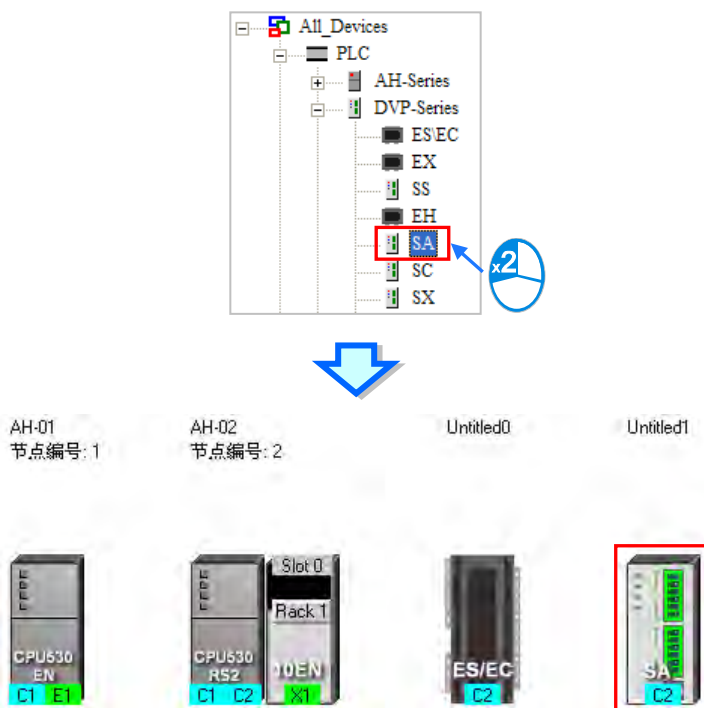 All_Devices
PLC
AH-Series
DVP-Series
ES\EC
EX
SS
EH
SA
x2
SC
SX
AH-01 AH-02 Untitled0 Untitled1
节点编号: 1 节点编号: 2
Slot 0
Rack 1
CPU530 CPU530
EN RS2 10EN ES/EC SA
C1 E1 C1 C2 X1 C2 C2